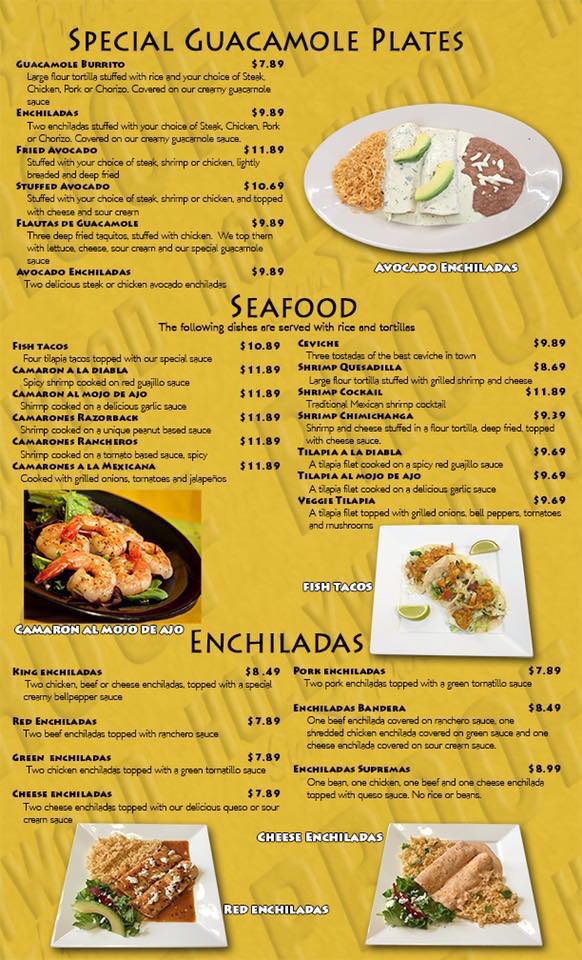 Special Guacamole Plates
Guacamole Burrito $7.89
Large flour tortilla stuffed with rice and your choice of Steak,
Chicken, Pork or Chorizo. Covered on our creamy guacamole
sauce
Enchiladas $9.89
Two enchiladas stuffed with your choice of Steak, Chicken, Pork
or Chorizo. Covered on our creamy guacamole sauce.
Fried Avocado $11.89
Stuffed with your choice of steak, shrimp or chicken, lightly
breaded and deep fried
Stuffed Avocado $10.69
Stuffed with your choice of steak, shrimp or chicken, and topped
with cheese and sour cream
Flautas de Guacamole $9.89
Three deep fried taquitos, stuffed with chicken. We top them
with lettuce, cheese, sour cream and our special guacamole
sauce
Avocado Enchiladas $9.89
Two delicious steak or chicken avocado enchiladas
Avocado Enchiladas
Seafood
The following dishes are served with rice and tortillas
Fish tacos $10.89
Four tilapia tacos topped with our special sauce
Camaron a la diabla $11.89
Spicy shrimp cooked on red guajillo sauce
Camaron al mojo de ajo $11.89
Shrimp cooked on a delicious garlic sauce
Camarones Razorback $11.89
Shrimp cooked on a unique peanut based sauce
Camarones Rancheros $11.89
Shrimp cooked on a tomato based sauce, spicy
Camarones a la Mexicana $11.89
Cooked with grilled onions, tomatoes and jalapeños
Ceviche $9.89
Three tostadas of the best ceviche in town
Shrimp Quesadilla $8.69
Large flour tortilla stuffed with grilled shrimp and cheese
Shrimp Cockail $11.89
Traditional Mexican shrimp cocktail
Shrimp Chimichanga $9.39
Shrimp and cheese stuffed in a flour tortilla, deep fried, topped
with cheese sauce.
Tilapia a la diabla $9.69
A tilapia filet cooked on a spicy red guajillo sauce
Tilapia al mojo de ajo $9.69
A tilapia filet cooked on a delicious garlic sauce
Veggie Tilapia $9.69
A tilapia filet topped with grilled onions, bell peppers, tomatoes
and mushrooms
Fish tacos
Camaron al mojo de ajo
Enchiladas
King enchiladas $8.49
Two chicken, beef or cheese enchiladas, topped with a special
creamy bellpepper sauce
Red Enchiladas $7.89
Two beef enchiladas topped with ranchero sauce
Green enchiladas $7.89
Two chicken enchiladas topped with a green tomatillo sauce
Cheese enchiladas $7.89
Two cheese enchiladas topped with our delicious queso or sour
cream sauce
Pork enchiladas $7.89
Two pork enchiladas topped with a green tomatillo sauce
Enchiladas Bandera $8.49
One beef enchilada covered on ranchero sauce, one
shredded chicken enchilada covered on green sauce and one
cheese enchilada covered on sour cream sauce.
Enchiladas Supremas $8.99
One bean, one chicken, one beef and one cheese enchilada
topped with queso sauce. No rice or beans.
Cheese Enchiladas
Red enchiladas